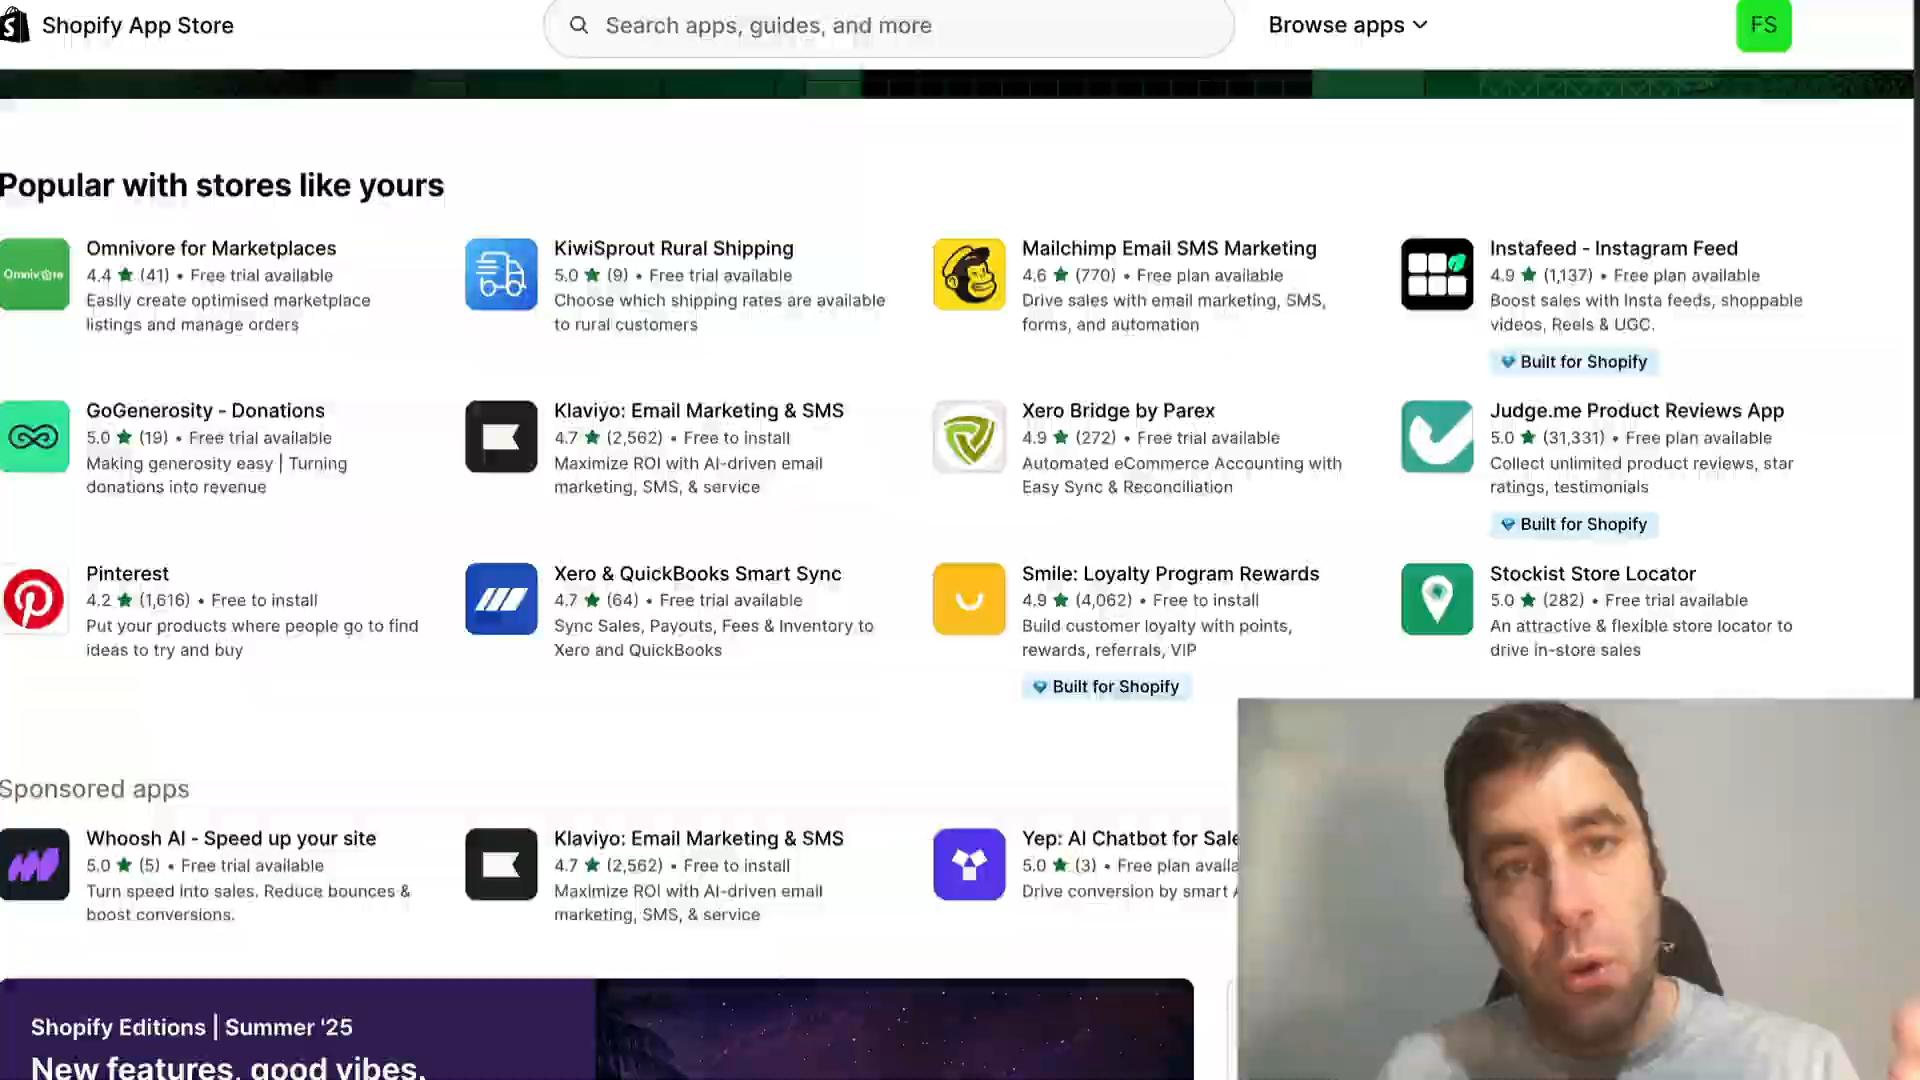 Shopify App Store
Search apps, guides, and more
Browse apps
FS
Popular with stores like yours
Omnivore
Omnivore for Marketplaces
4.4 ★ (41) • Free trial available
Easily create optimised marketplace
listings and manage orders
KiwiSprout Rural Shipping
5.0 ★ (9) • Free trial available
Choose which shipping rates are available
to rural customers
Mailchimp Email SMS Marketing
4.6 ★ (770) • Free plan available
Drive sales with email marketing, SMS,
forms, and automation
Instafeed - Instagram Feed
4.9 ★ (1,137) • Free plan available
Boost sales with Insta feeds, shoppable
videos, Reels & UGC.
Built for Shopify
GoGenerosity - Donations
5.0 ★ (19) • Free trial available
Making generosity easy | Turning
donations into revenue
Klaviyo: Email Marketing & SMS
4.7 ★ (2,562) • Free to install
Maximize ROI with AI-driven email
marketing, SMS, & service
Xero Bridge by Parex
4.9 ★ (272) • Free trial available
Automated eCommerce Accounting with
Easy Sync & Reconciliation
Judge.me Product Reviews App
5.0 ★ (31,331) • Free plan available
Collect unlimited product reviews, star
ratings, testimonials
Built for Shopify
Pinterest
4.2 ★ (1,616) • Free to install
Put your products where people go to find
ideas to try and buy
Xero & QuickBooks Smart Sync
4.7 ★ (64) • Free trial available
Sync Sales, Payouts, Fees & Inventory to
Xero and QuickBooks
Smile: Loyalty Program Rewards
4.9 ★ (4,062) • Free to install
Build customer loyalty with points,
rewards, referrals, VIP
Built for Shopify
Stockist Store Locator
5.0 ★ (282) • Free trial available
An attractive & flexible store locator to
drive in-store sales
Sponsored apps
Whoosh AI - Speed up your site
5.0 ★ (5) • Free trial available
Turn speed into sales. Reduce bounces &
boost conversions.
Klaviyo: Email Marketing & SMS
4.7 ★ (2,562) • Free to install
Maximize ROI with AI-driven email
marketing, SMS, & service
Yep: AI Chatbot for Sale
5.0 ★ (3) • Free plan availa
Drive conversion by smart
Shopify Editions | Summer '25
New features, good vibes.